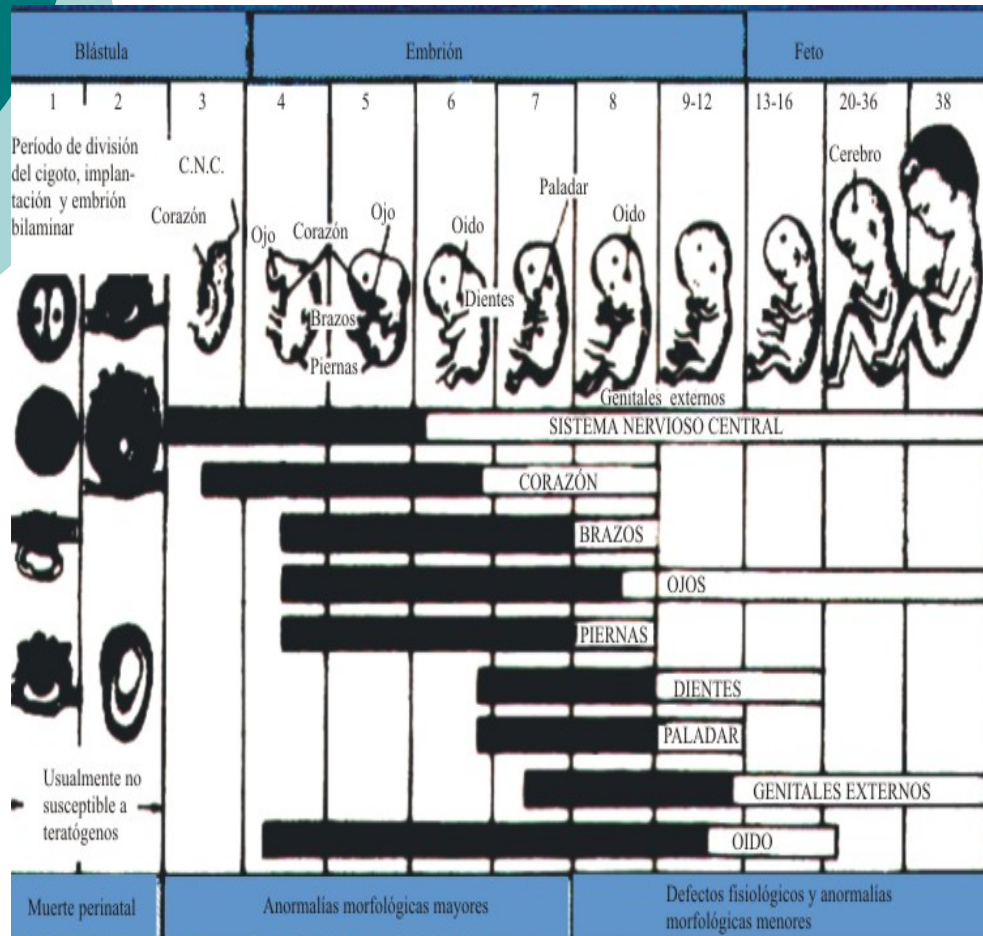 Blástula
Embrión
Feto
1 2 3 4 5 6 7 8 9-12 13-16 20-36 38
Período de división
del cigoto, implan-
tación y embrión
bilaminar
C.N.C.
Corazón
Ojo
Corazón
Ojo
Brazos
Piernas
Oido
Dientes
Paladar
Oido
Genitales externos
Cerebro
SISTEMA NERVIOSO CENTRAL
CORAZÓN
BRAZOS
OJOS
PIERNAS
DIENTES
PALADAR
GENITALES EXTERNOS
OIDO
Usualmente no
susceptible a
teratógenos
Muerte perinatal
Anormalías morfológicas mayores
Defectos fisiológicos y anormalías
morfológicas menores